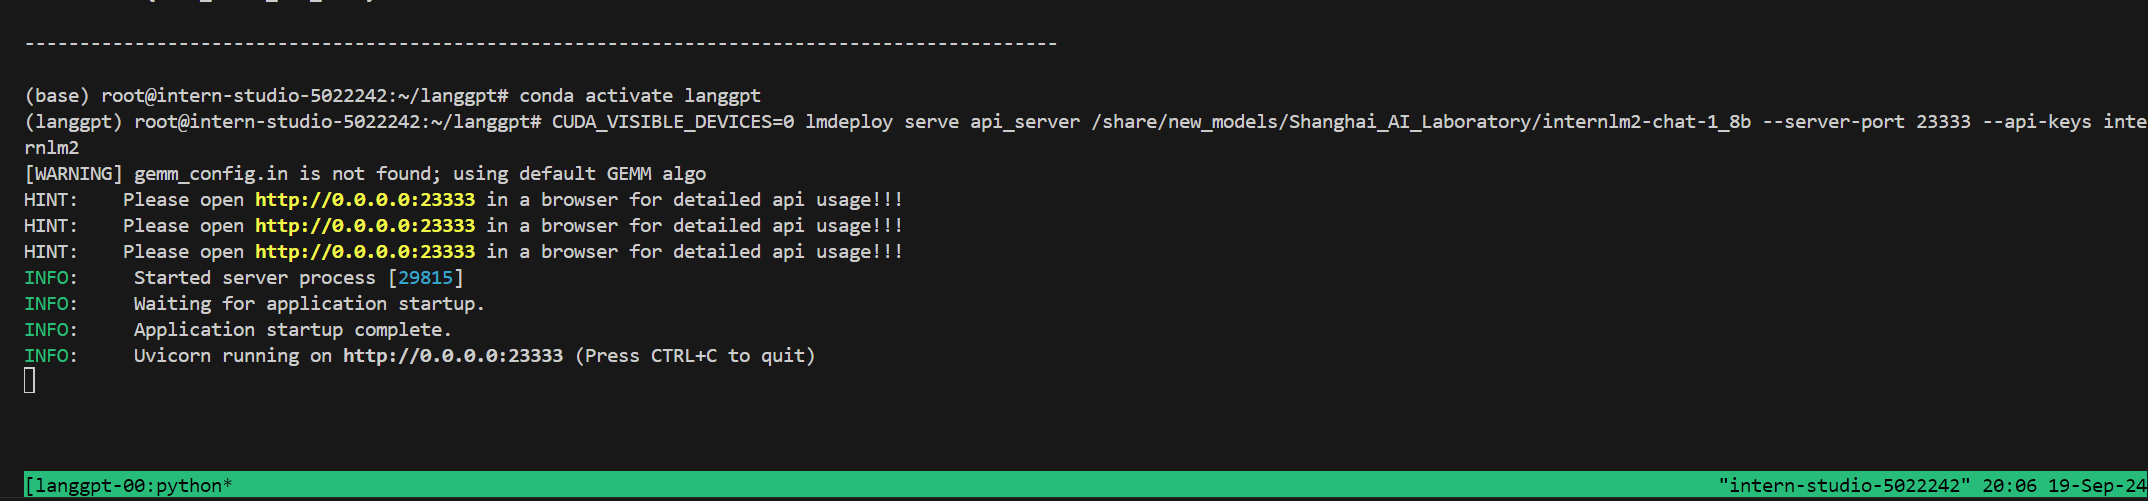 --------------------------------------------------------------------------------------------
(base) root@intern-studio-5022242:~/langgpt# conda activate langgpt
(langgpt) root@intern-studio-5022242:~/langgpt# CUDA_VISIBLE_DEVICES=0 lmdeploy serve api_server /share/new_models/Shanghai_AI_Laboratory/internlm2-chat-1_8b --server-port 23333 --api-keys inte
rnlm2
[WARNING] gemm_config.in is not found; using default GEMM algo
HINT:    Please open http://0.0.0.0:23333 in a browser for detailed api usage!!!
HINT:    Please open http://0.0.0.0:23333 in a browser for detailed api usage!!!
HINT:    Please open http://0.0.0.0:23333 in a browser for detailed api usage!!!
INFO:     Started server process [29815]
INFO:     Waiting for application startup.
INFO:     Application startup complete.
INFO:     Uvicorn running on http://0.0.0.0:23333 (Press CTRL+C to quit)
[langgpt-00:python* "intern-studio-5022242" 20:06 19-Sep-24